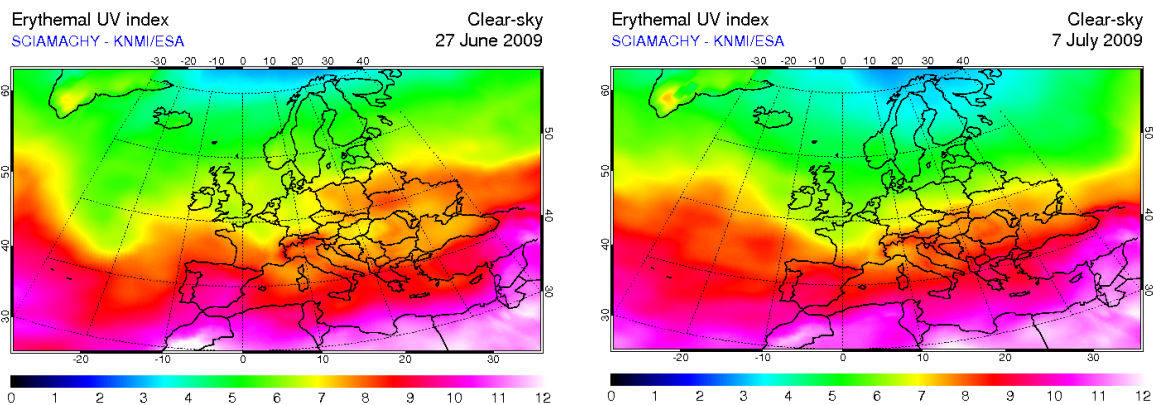 Erythemal UV index
Clear-sky
SCIAMACHY - KNMI/ESA
27 June 2009
-30 -20 -10 0 10 20 30 40
60
50
40
30
50
40
30
-10 0 10 20 30
0 1 2 3 4 5 6 7 8 9 10 11 12
Erythemal UV index
Clear-sky
SCIAMACHY - KNMI/ESA
7 July 2009
-30 -20 -10 0 10 20 30 40
60
50
40
30
50
40
30
-20 -10 0 10 20 30
0 1 2 3 4 5 6 7 8 9 10 11 12